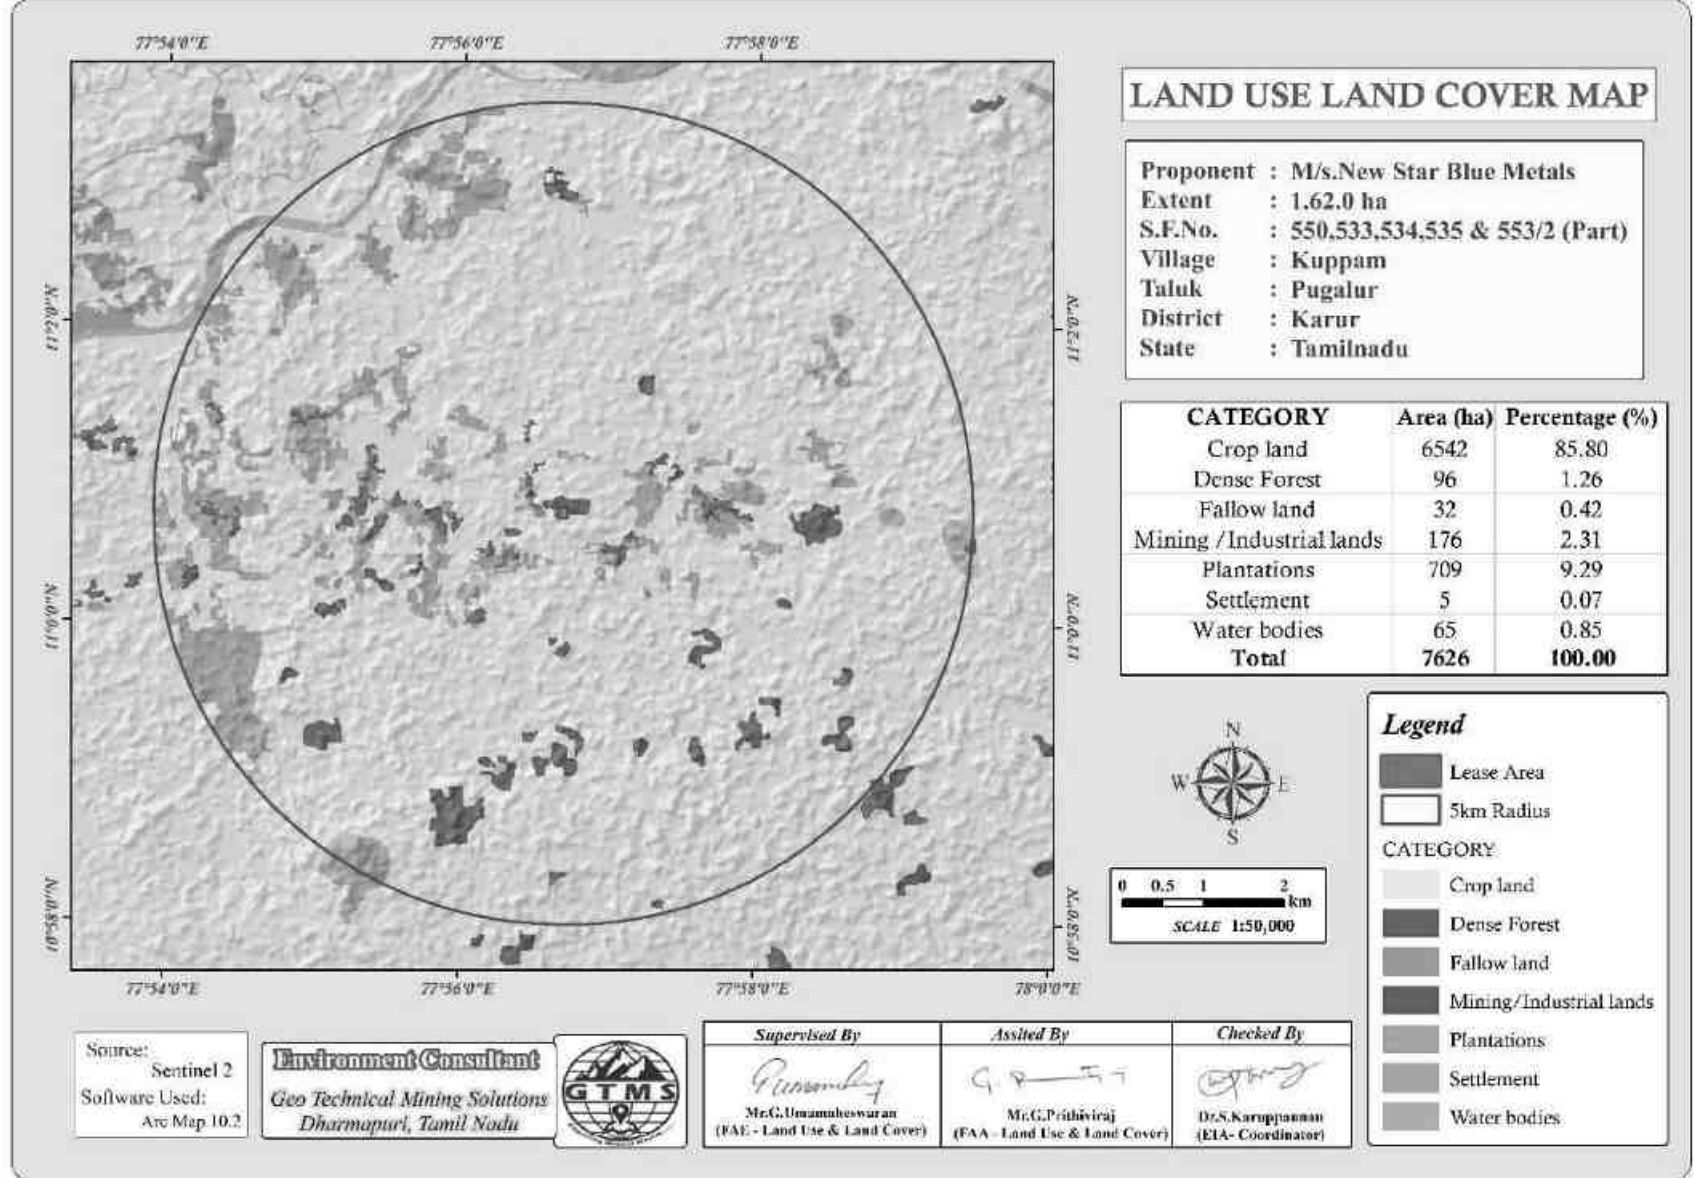 77°54'0"E 77°56'0"E 77°58'0"E
11°2'0"N
11°0'0"N
10°58'0"N
11°2'0"N
11°0'0"N
10°58'0"N
77°54'0"E 77°56'0"E 77°58'0"E 78°0'0"E
LAND USE LAND COVER MAP
Proponent : M/s.New Star Blue Metals
Extent : 1.62.0 ha
S.F.No. : 550,533,534,535 & 553/2 (Part)
Village : Kuppam
Taluk : Pugalur
District : Karur
State : Tamilnadu
CATEGORY Area (ha) Percentage (%)
Crop land 6542 85.80
Dense Forest 96 1.26
Fallow land 32 0.42
Mining /Industrial lands 176 2.31
Plantations 709 9.29
Settlement 5 0.07
Water bodies 65 0.85
Total 7626 100.00
N
W E
S
0 0.5 1 2
km
SCALE 1:50,000
Legend
Lease Area
5km Radius
CATEGORY
Crop land
Dense Forest
Fallow land
Mining/Industrial lands
Plantations
Settlement
Water bodies
Source:
Sentinel 2
Software Used:
Arc Map 10.2
Environment Consultant
Geo Technical Mining Solutions
Dharmapuri, Tamil Nadu
GTMS
Supervised By
Mr.G.Umamaheswaran
(FAE - Land Use & Land Cover)
Assited By
Mr.G.Prithiviraj
(FAA - Land Use & Land Cover)
Checked By
Dr.S.Karuppannan
(EIA- Coordinator)